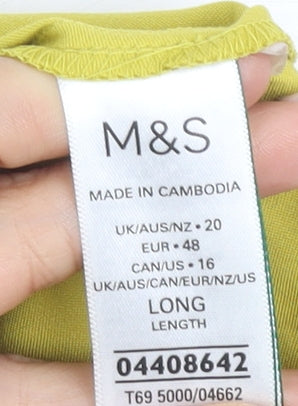 M&S
MADE IN CAMBODIA
UK/AUS/NZ • 20
EUR • 48
CAN/US • 16
UK/AUS/CAN/EUR/NZ/US
LONG
LENGTH
04408642
T69 5000/04662